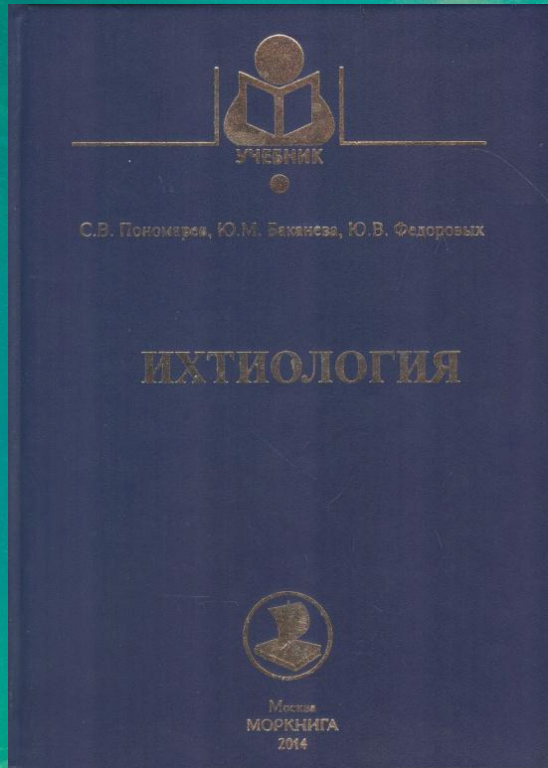 УЧЕБНИК
С.В. Пономарев, Ю.М. Баканева, Ю.В. Федоровых
ИХТИОЛОГИЯ
Москва
МОРКНИГА
2014